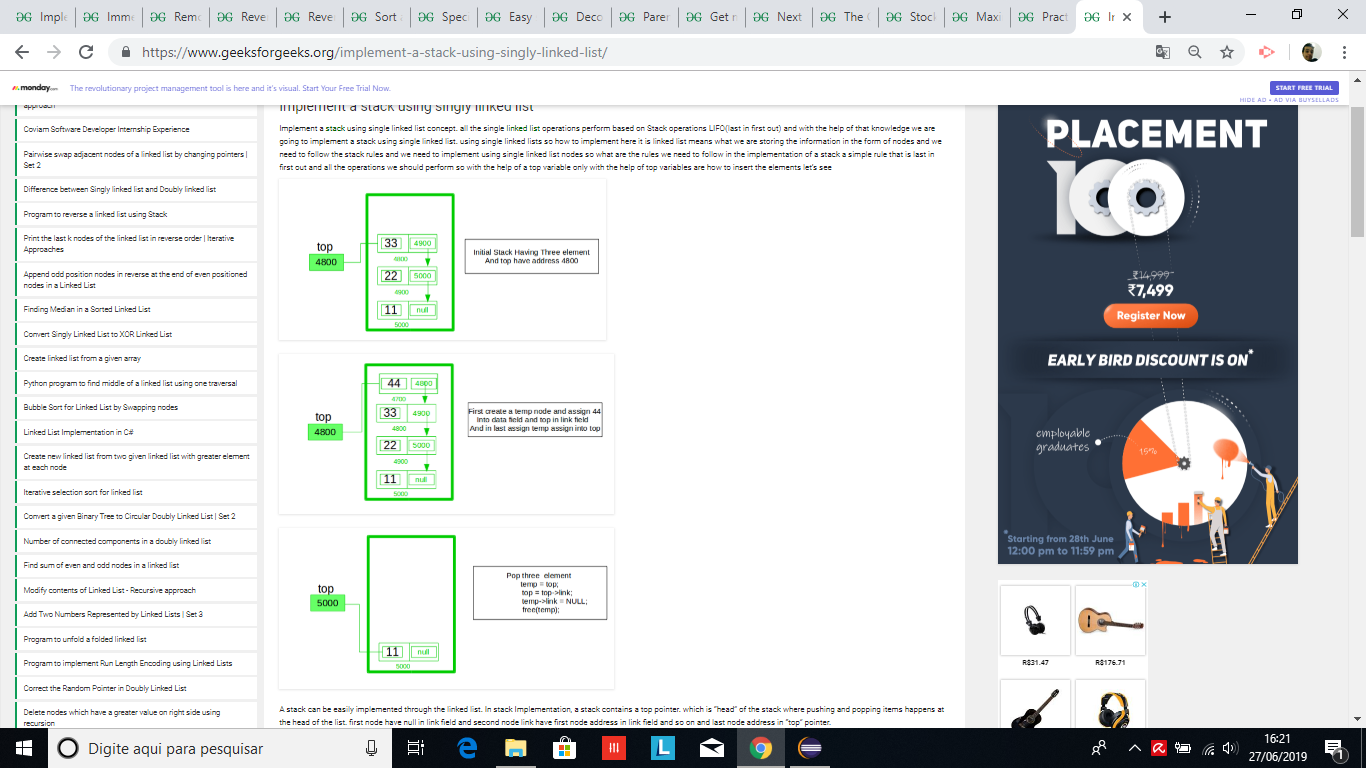 Imple
Imme
Remo
Reve
Reve
Sort
Spec
Easy
Deco
Paren
Get n
Next
The
Stoc
Maxi
Pract
https://www.geeksforgeeks.org/implement-a-stack-using-singly-linked-list/
monday.com
The revolutionary project management tool is here and it's visual. Start Your Free Trial Now.
START FREE TRIAL
HIDE AD • AD VIA BUYSELLADS
approach
Coviam Software Developer Internship Experience
Pairwise swap adjacent nodes of a linked list by changing pointers |
Set 2
Difference between Singly linked list and Doubly linked list
Program to reverse a linked list using Stack
Print the last k nodes of the linked list in reverse order | Iterative
Approaches
Append odd position nodes in reverse at the end of even positioned
nodes in a Linked List
Finding Median in a Sorted Linked List
Convert Singly Linked List to XOR Linked List
Create linked list from a given array
Python program to find middle of a linked list using one traversal
Bubble Sort for Linked List by Swapping nodes
Linked List Implementation in C#
Create new linked list from two given linked list with greater element
at each node
Iterative selection sort for linked list
Convert a given Binary Tree to Circular Doubly Linked List | Set 2
Number of connected components in a doubly linked list
Find sum of even and odd nodes in a linked list
Modify contents of Linked List - Recursive approach
Add Two Numbers Represented by Linked Lists | Set 3
Program to unfold a folded linked list
Program to implement Run Length Encoding using Linked Lists
Correct the Random Pointer in Doubly Linked List
Delete nodes which have a greater value on right side using
recursion
Implement a stack using singly linked list
Implement a stack using single linked list concept. all the single linked list operations perform based on Stack operations LIFO(last in first out) and with the help of that knowledge we are
going to implement a stack using single linked list. using single linked lists so how to implement here it is linked list means what we are storing the information in the form of nodes and we
need to follow the stack rules and we need to implement using single linked list nodes so what are the rules we need to follow in the implementation of a stack a simple rule that is last in
first out and all the operations we should perform so with the help of a top variable only with the help of top variables are how to insert the elements let's see
top
4800
33 4900
4800
22 5000
4900
11 null
5000
Initial Stack Having Three element
And top have address 4800
top
4800
44 4800
4700
33 4900
4800
22 5000
4900
11 null
5000
First create a temp node and assign 44
Into data field and top in link field
And in last assign temp assign into top
top
5000
11 null
5000
Pop three element
temp = top;
top = top->link;
temp->link = NULL;
free(temp);
A stack can be easily implemented through the linked list. In stack Implementation, a stack contains a top pointer. which is "head" of the stack where pushing and popping items happens at
the head of the list. first node have null in link field and second node link have first node address in link field and so on and last node address in "top" pointer.
PLACEMENT
100
₹14,999
₹7,499
Register Now
EARLY BIRD DISCOUNT IS ON*
employable
graduates
15%
*Starting from 28th June
12:00 pm to 11:59 pm
R$31.47
R$176.71
Digite aqui para pesquisar
16:21
27/06/2019
1